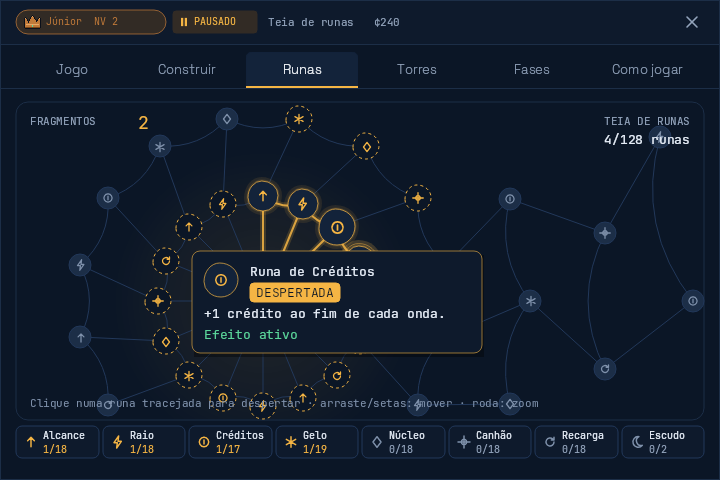 Júnior NV 2 PAUSADO Teia de runas $240
Jogo Construir Runas Torres Fases Como jogar
FRAGMENTOS 2 TEIA DE RUNAS
4/128 runas
Runa de Créditos
DESPERTADA
+1 crédito ao fim de cada onda.
Efeito ativo
Clique numa runa tracejada para despertar · arraste/setas: mover · roda: zoom
Alcance Raio Créditos Gelo Núcleo Canhão Recarga Escudo
1/18 1/18 1/17 1/19 0/18 0/18 0/18 0/2